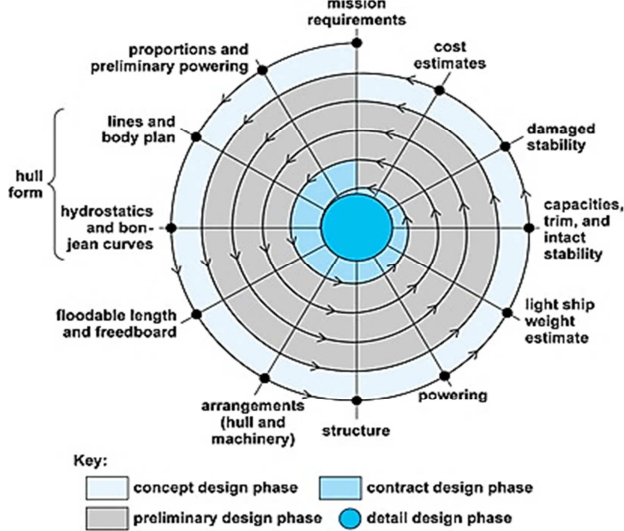 mission
requirements
proportions and
preliminary powering
cost
estimates
lines and
body plan
damaged
stability
hull
form
hydrostatics
and bon-
jean curves
capacities,
trim, and
intact
stability
floodable length
and freedboard
light ship
weight
estimate
arrangements
(hull and
machinery)
structure
powering
Key:
concept design phase
contract design phase
preliminary design phase
detail design phase